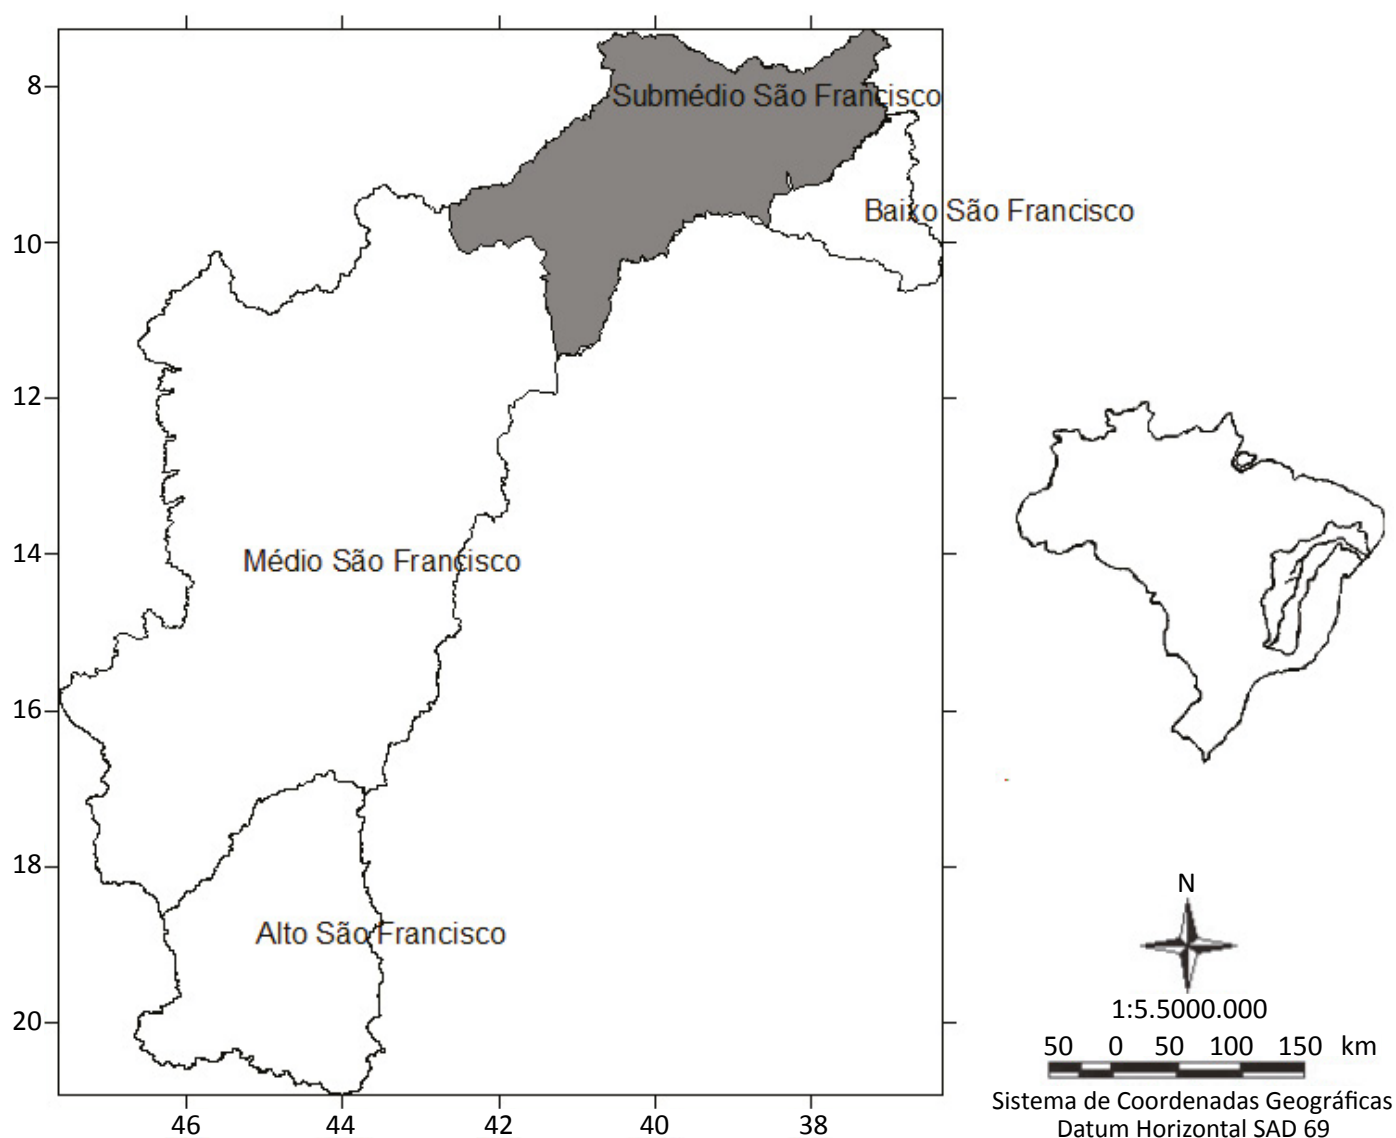 8
Submédio São Francisco
Baixo São Francisco
10
12
14
Médio São Francisco
16
18
Alto São Francisco
20
46
44
42
40
38
N
1:5.5000.000
50 0 50 100 150 km
Sistema de Coordenadas Geográficas
Datum Horizontal SAD 69